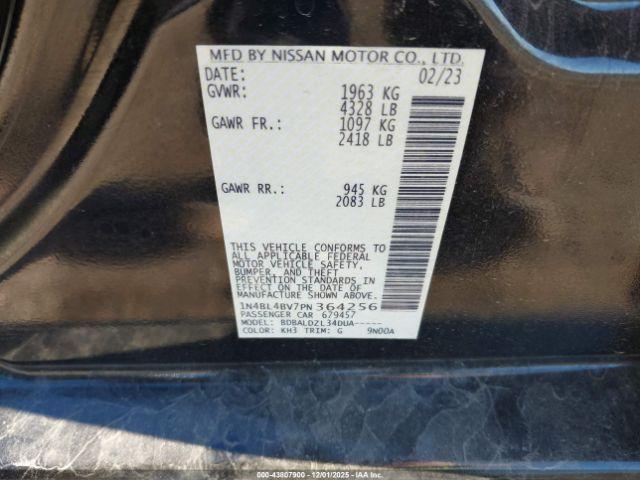 MFD BY NISSAN MOTOR CO., LTD.
DATE: 02/23
GVWR: 1963 KG
4328 LB
GAWR FR.: 1097 KG
2418 LB
GAWR RR.: 945 KG
2083 LB
THIS VEHICLE CONFORMS TO
ALL APPLICABLE FEDERAL
MOTOR VEHICLE SAFETY,
BUMPER, AND THEFT
PREVENTION STANDARDS IN
EFFECT ON THE DATE OF
MANUFACTURE SHOWN ABOVE.
1N4BL4BV7PN364256
PASSENGER CAR 679457
MODEL: BDBALDZL34DUA-----
COLOR: KH3 TRIM: G 9N00A
© 43807900 - 12/01/2025 - IAAI.COM